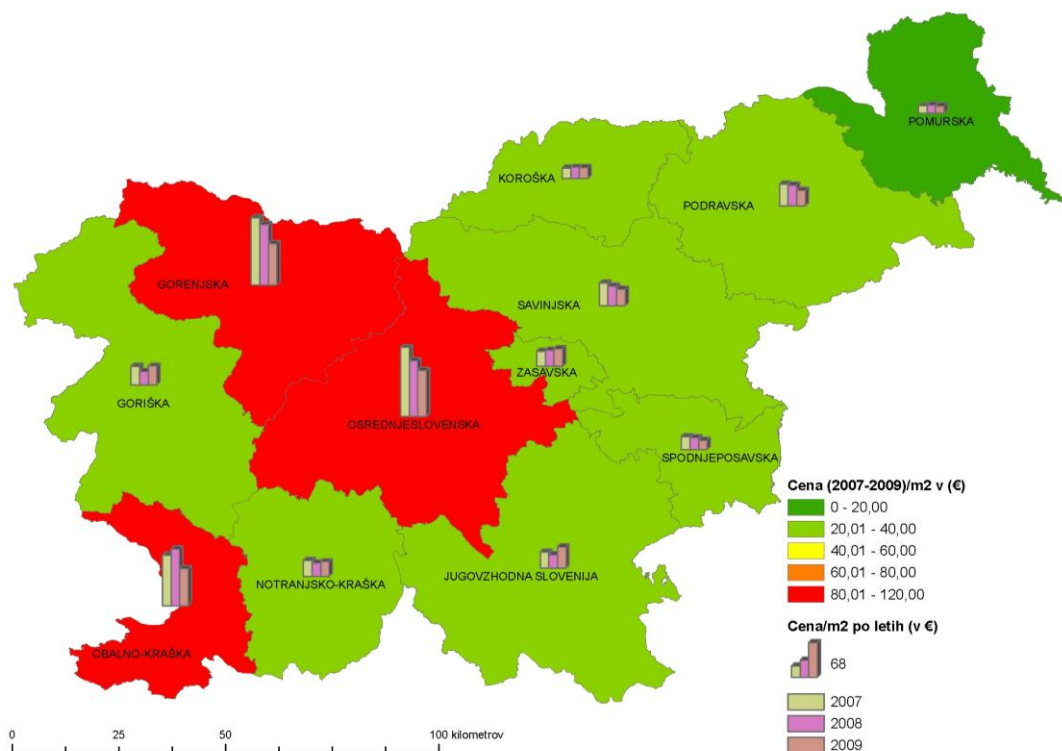 POMURSKA
KOROŠKA
PODRAVSKA
GORENJSKA
SAVINJSKA
ZASAVSKA
GORIŠKA
OSREDNJESLOVENSKA
SPODNJEPOSAVSKA
NOTRANJSKO-KRAŠKA
JUGOVZHODNA SLOVENIJA
OBALNO-KRAŠKA
Cena (2007-2009)/m2 v (€)
0 - 20,00
20,01 - 40,00
40,01 - 60,00
60,01 - 80,00
80,01 - 120,00
Cena/m2 po letih (v €)
68
2007
2008
2009
0 25 50 100 kilometrov